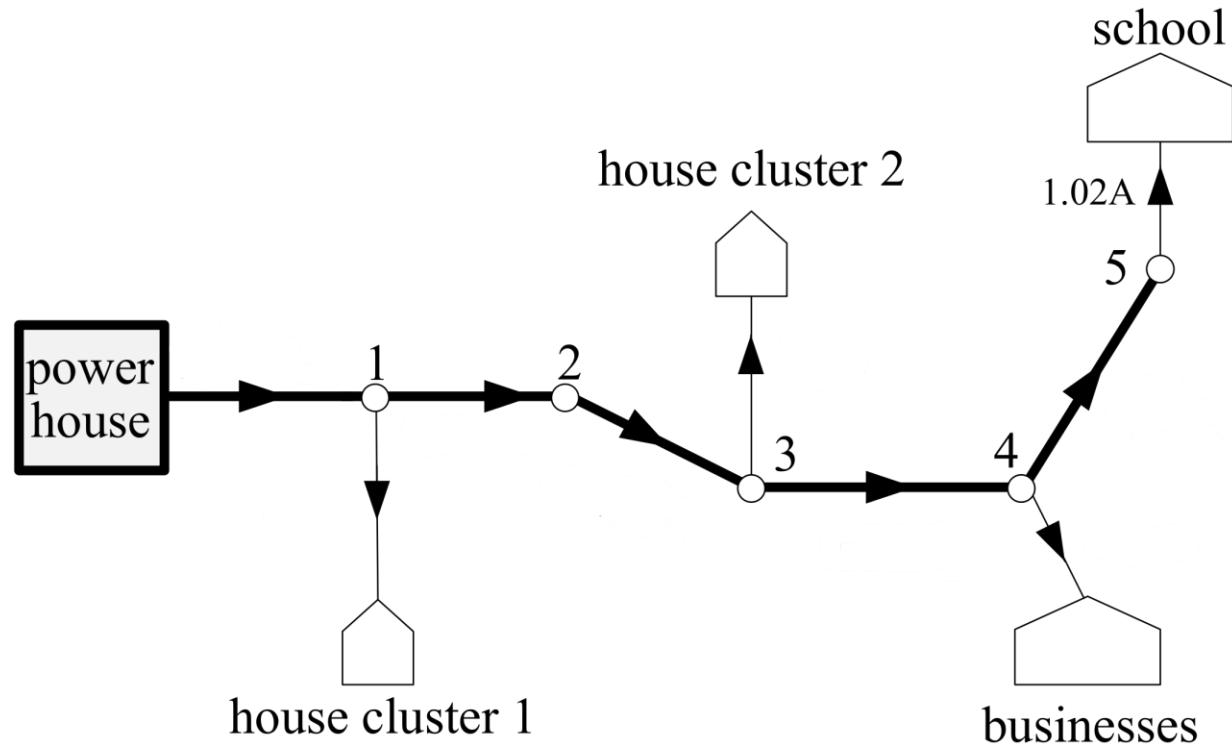 school
house cluster 2
1.02A
5
power
house
1
2
3
4
house cluster 1
businesses